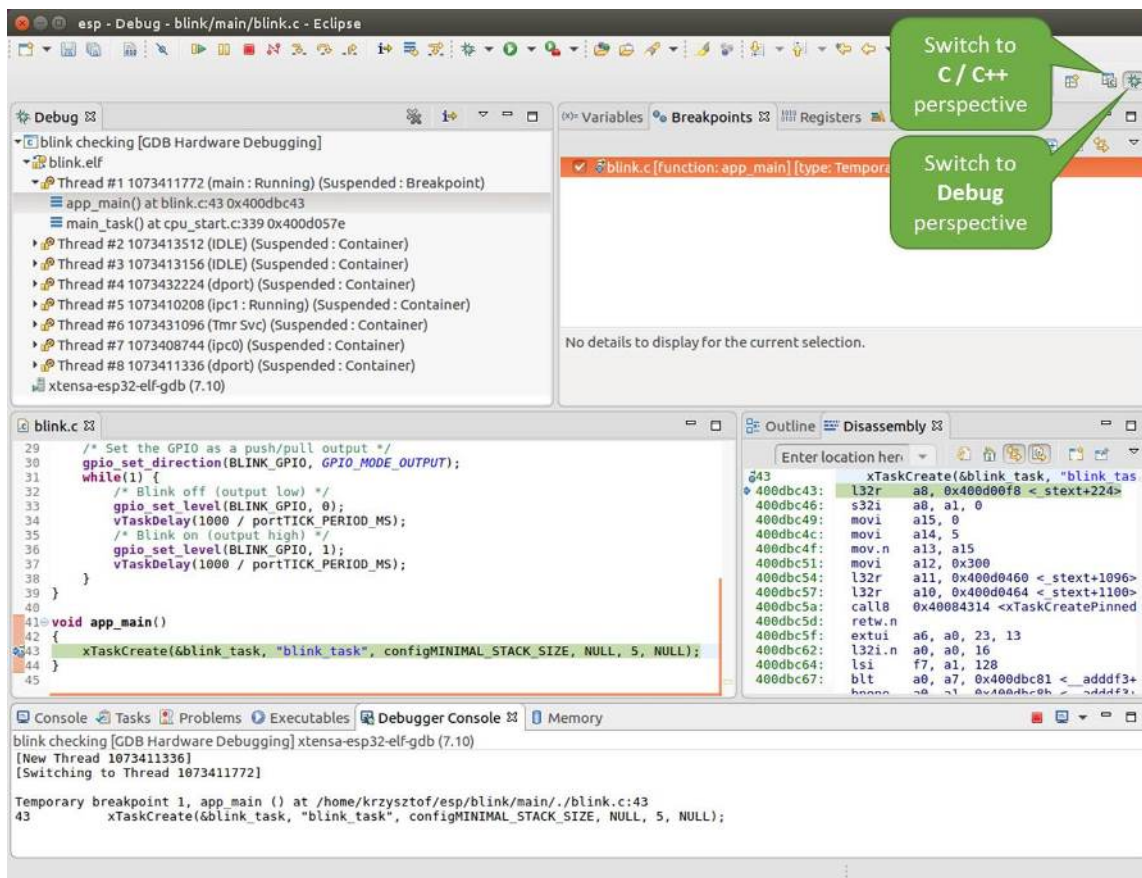 esp - Debug - blink/main/blink.c - Eclipse
Switch to
C / C++
perspective
Switch to
Debug
perspective
Debug
blink checking [GDB Hardware Debugging]
blink.elf
Thread #1 1073411772 (main : Running) (Suspended : Breakpoint)
app_main() at blink.c:43 0x400dbc43
main_task() at cpu_start.c:339 0x400d057e
Thread #2 1073413512 (IDLE) (Suspended : Container)
Thread #3 1073413156 (IDLE) (Suspended : Container)
Thread #4 1073432224 (dport) (Suspended : Container)
Thread #5 1073410208 (ipc1 : Running) (Suspended : Container)
Thread #6 1073431096 (Tmr Svc) (Suspended : Container)
Thread #7 1073408744 (ipc0) (Suspended : Container)
Thread #8 1073411336 (dport) (Suspended : Container)
xtensa-esp32-elf-gdb (7.10)
(x)= Variables Breakpoints Registers
blink.c [function: app_main] [type: Tempora
No details to display for the current selection.
blink.c
29 /* Set the GPIO as a push/pull output */
30 gpio_set_direction(BLINK_GPIO, GPIO_MODE_OUTPUT);
31 while(1) {
32 /* Blink off (output low) */
33 gpio_set_level(BLINK_GPIO, 0);
34 vTaskDelay(1000 / portTICK_PERIOD_MS);
35 /* Blink on (output high) */
36 gpio_set_level(BLINK_GPIO, 1);
37 vTaskDelay(1000 / portTICK_PERIOD_MS);
38 }
39 }
40
41 void app_main()
42 {
43 xTaskCreate(&blink_task, "blink_task", configMINIMAL_STACK_SIZE, NULL, 5, NULL);
44 }
45
Outline Disassembly
Enter location her
43 xTaskCreate(&blink_task, "blink_tas
400dbc43: l32r a8, 0x400d00f8 <_stext+224>
400dbc46: s32i a8, a1, 0
400dbc49: movi a15, 0
400dbc4c: movi a14, 5
400dbc4f: mov.n a13, a15
400dbc51: movi a12, 0x300
400dbc54: l32r a11, 0x400d0460 <_stext+1096>
400dbc57: l32r a10, 0x400d0464 <_stext+1100>
400dbc5a: call8 0x40084314 <xTaskCreatePinned
400dbc5d: retw.n
400dbc5f: extui a6, a0, 23, 13
400dbc62: l32i.n a0, a0, 16
400dbc64: lsi f7, a1, 128
400dbc67: blt a0, a7, 0x400dbc81 <__adddf3+
Console Tasks Problems Executables Debugger Console Memory
blink checking [GDB Hardware Debugging] xtensa-esp32-elf-gdb (7.10)
[New Thread 1073411336]
[Switching to Thread 1073411772]
Temporary breakpoint 1, app_main () at /home/krzysztof/esp/blink/main/./blink.c:43
43 xTaskCreate(&blink_task, "blink_task", configMINIMAL_STACK_SIZE, NULL, 5, NULL);